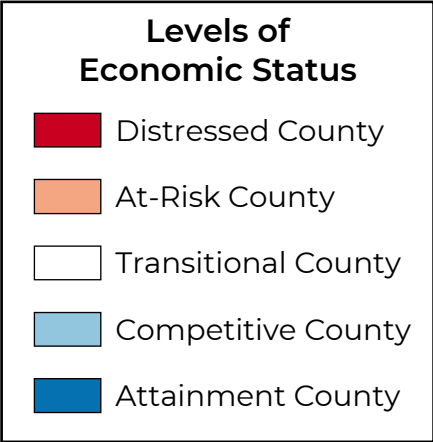 Levels of
Economic Status
Distressed County
At-Risk County
Transitional County
Competitive County
Attainment County